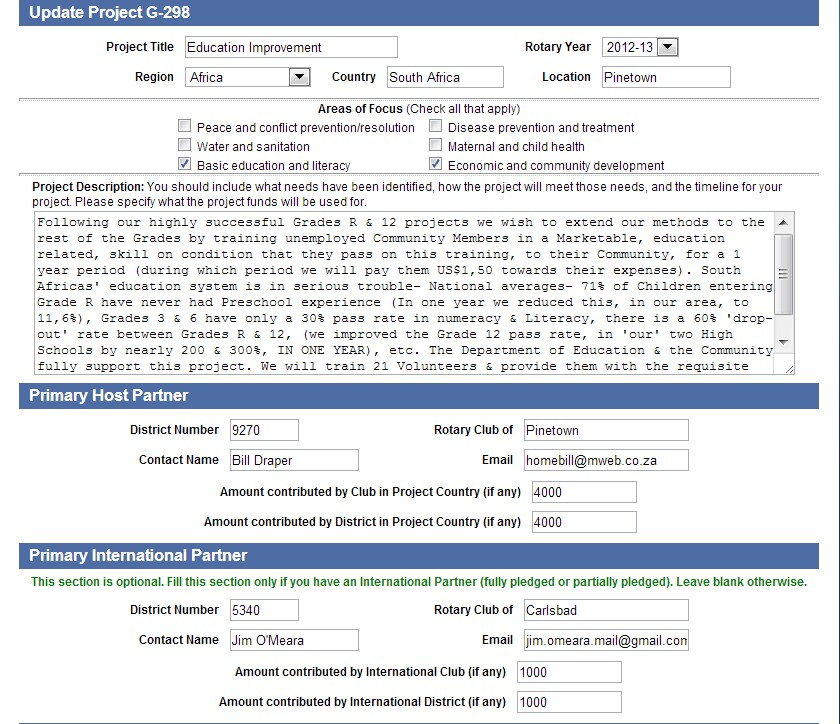 Update Project G-298
Project Title Education Improvement Rotary Year 2012-13
Region Africa Country South Africa Location Pinetown
Areas of Focus (Check all that apply)
Peace and conflict prevention/resolution Disease prevention and treatment
Water and sanitation Maternal and child health
Basic education and literacy Economic and community development
Project Description: You should include what needs have been identified, how the project will meet those needs, and the timeline for your
project. Please specify what the project funds will be used for.
Following our highly successful Grades R & 12 projects we wish to extend our methods to the
rest of the Grades by training unemployed Community Members in a Marketable, education
related, skill on condition that they pass on this training, to their Community, for a 1
year period (during which period we will pay them US$1,50 towards their expenses). South
Africas' education system is in serious trouble- National averages- 71% of Children entering
Grade R have never had Preschool experience (In one year we reduced this, in our area, to
11,6%), Grades 3 & 6 have only a 30% pass rate in numeracy & Literacy, there is a 60% 'drop-
out' rate between Grades R & 12, (we improved the Grade 12 pass rate, in 'our' two High
Schools by nearly 200 & 300%, IN ONE YEAR), etc. The Department of Education & the Community
fully support this project. We will train 21 Volunteers & provide them with the requisite
Primary Host Partner
District Number 9270 Rotary Club of Pinetown
Contact Name Bill Draper Email homebill@mweb.co.za
Amount contributed by Club in Project Country (if any) 4000
Amount contributed by District in Project Country (if any) 4000
Primary International Partner
This section is optional. Fill this section only if you have an International Partner (fully pledged or partially pledged). Leave blank otherwise.
District Number 5340 Rotary Club of Carlsbad
Contact Name Jim O'Meara Email jim.omeara.mail@gmail.com
Amount contributed by International Club (if any) 1000
Amount contributed by International District (if any) 1000